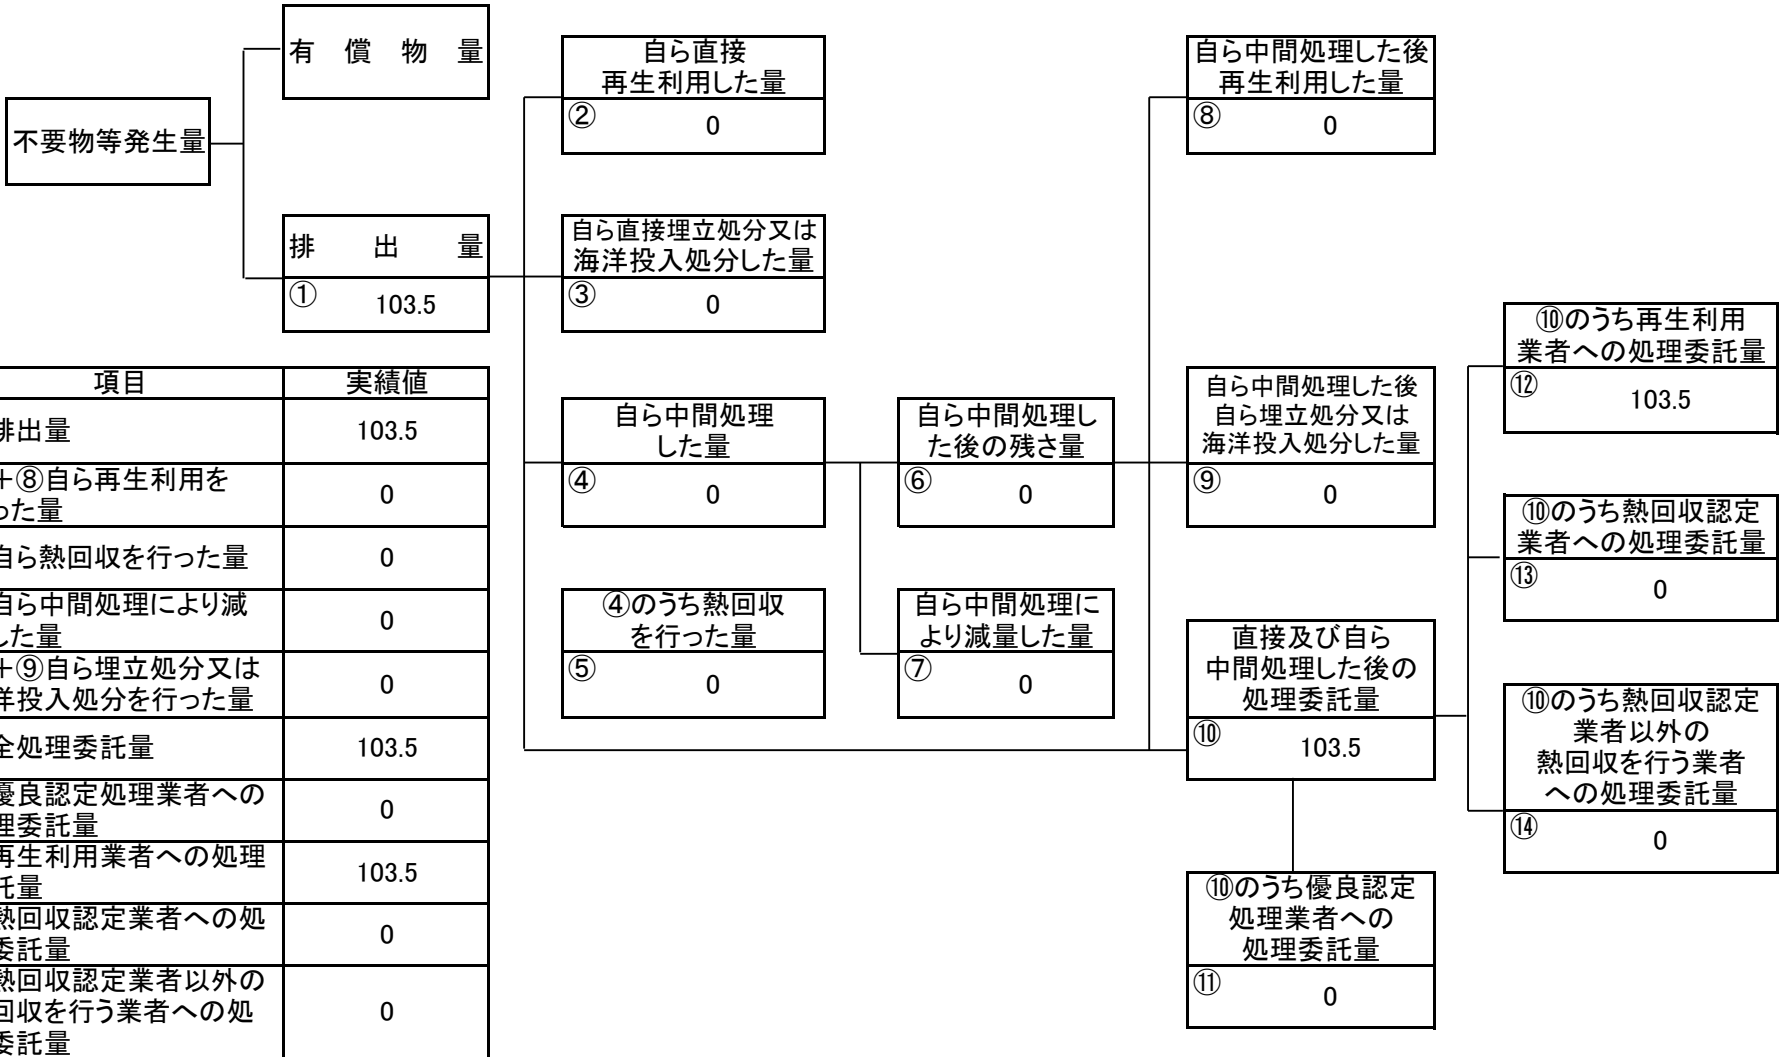 有 償 物 量
不要物等発生量
排 出 量
① 103.5
自ら直接
再生利用した量
② 0
自ら直接埋立処分又は
海洋投入処分した量
③ 0
自ら中間処理
した量
④ 0
④のうち熱回収
を行った量
⑤ 0
自ら中間処理し
た後の残さ量
⑥ 0
自ら中間処理に
より減量した量
⑦ 0
自ら中間処理した後
再生利用した量
⑧ 0
自ら中間処理した後
自ら埋立処分又は
海洋投入処分した量
⑨ 0
直接及び自ら
中間処理した後の
処理委託量
⑩ 103.5
⑩のうち優良認定
処理業者への
処理委託量
⑪ 0
⑩のうち再生利用
業者への処理委託量
⑫ 103.5
⑩のうち熱回収認定
業者への処理委託量
⑬ 0
⑩のうち熱回収認定
業者以外の
熱回収を行う業者
への処理委託量
⑭ 0
項目 実績値
排出量 103.5
+⑧自ら再生利用を
った量 0
自ら熱回収を行った量 0
自ら中間処理により減
した量 0
+⑨自ら埋立処分又は
洋投入処分を行った量 0
全処理委託量 103.5
優良認定処理業者への
理委託量 0
再生利用業者への処理
託量 103.5
熱回収認定業者への処
委託量 0
熱回収認定業者以外の
回収を行う業者への処
委託量 0